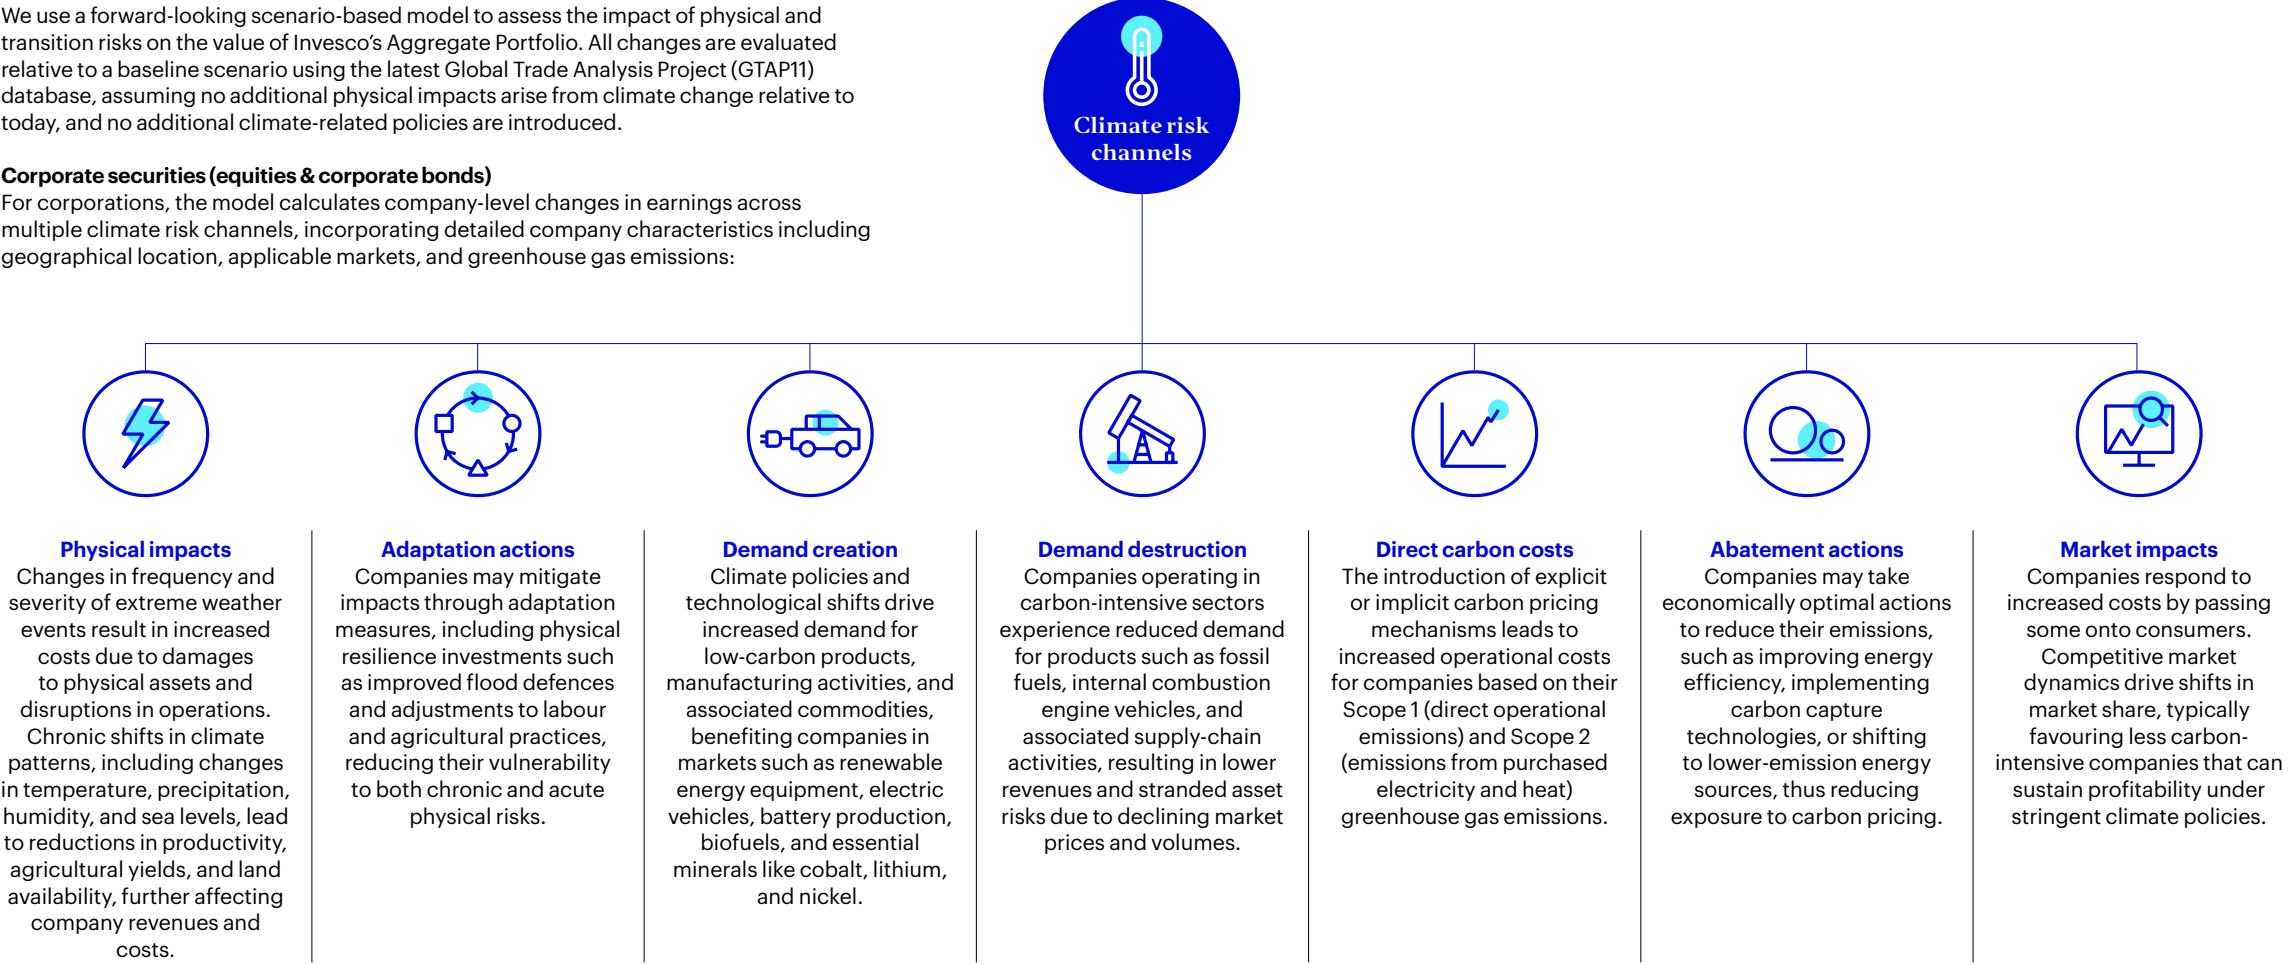 We use a forward-looking scenario-based model to assess the impact of physical and
transition risks on the value of Invesco’s Aggregate Portfolio. All changes are evaluated
relative to a baseline scenario using the latest Global Trade Analysis Project (GTAP11)
database, assuming no additional physical impacts arise from climate change relative to
today, and no additional climate-related policies are introduced.
Corporate securities (equities & corporate bonds)
For corporations, the model calculates company-level changes in earnings across
multiple climate risk channels, incorporating detailed company characteristics including
geographical location, applicable markets, and greenhouse gas emissions:
Climate risk
channels
Physical impacts
Changes in frequency and
severity of extreme weather
events result in increased
costs due to damages
to physical assets and
disruptions in operations.
Chronic shifts in climate
patterns, including changes
in temperature, precipitation,
humidity, and sea levels, lead
to reductions in productivity,
agricultural yields, and land
availability, further affecting
company revenues and
costs.
Adaptation actions
Companies may mitigate
impacts through adaptation
measures, including physical
resilience investments such
as improved flood defences
and adjustments to labour
and agricultural practices,
reducing their vulnerability
to both chronic and acute
physical risks.
Demand creation
Climate policies and
technological shifts drive
increased demand for
low-carbon products,
manufacturing activities, and
associated commodities,
benefiting companies in
markets such as renewable
energy equipment, electric
vehicles, battery production,
biofuels, and essential
minerals like cobalt, lithium,
and nickel.
Demand destruction
Companies operating in
carbon-intensive sectors
experience reduced demand
for products such as fossil
fuels, internal combustion
engine vehicles, and
associated supply-chain
activities, resulting in lower
revenues and stranded asset
risks due to declining market
prices and volumes.
Direct carbon costs
The introduction of explicit
or implicit carbon pricing
mechanisms leads to
increased operational costs
for companies based on their
Scope 1 (direct operational
emissions) and Scope 2
(emissions from purchased
electricity and heat)
greenhouse gas emissions.
Abatement actions
Companies may take
economically optimal actions
to reduce their emissions,
such as improving energy
efficiency, implementing
carbon capture
technologies, or shifting
to lower-emission energy
sources, thus reducing
exposure to carbon pricing.
Market impacts
Companies respond to
increased costs by passing
some onto consumers.
Competitive market
dynamics drive shifts in
market share, typically
favouring less carbon-
intensive companies that can
sustain profitability under
stringent climate policies.